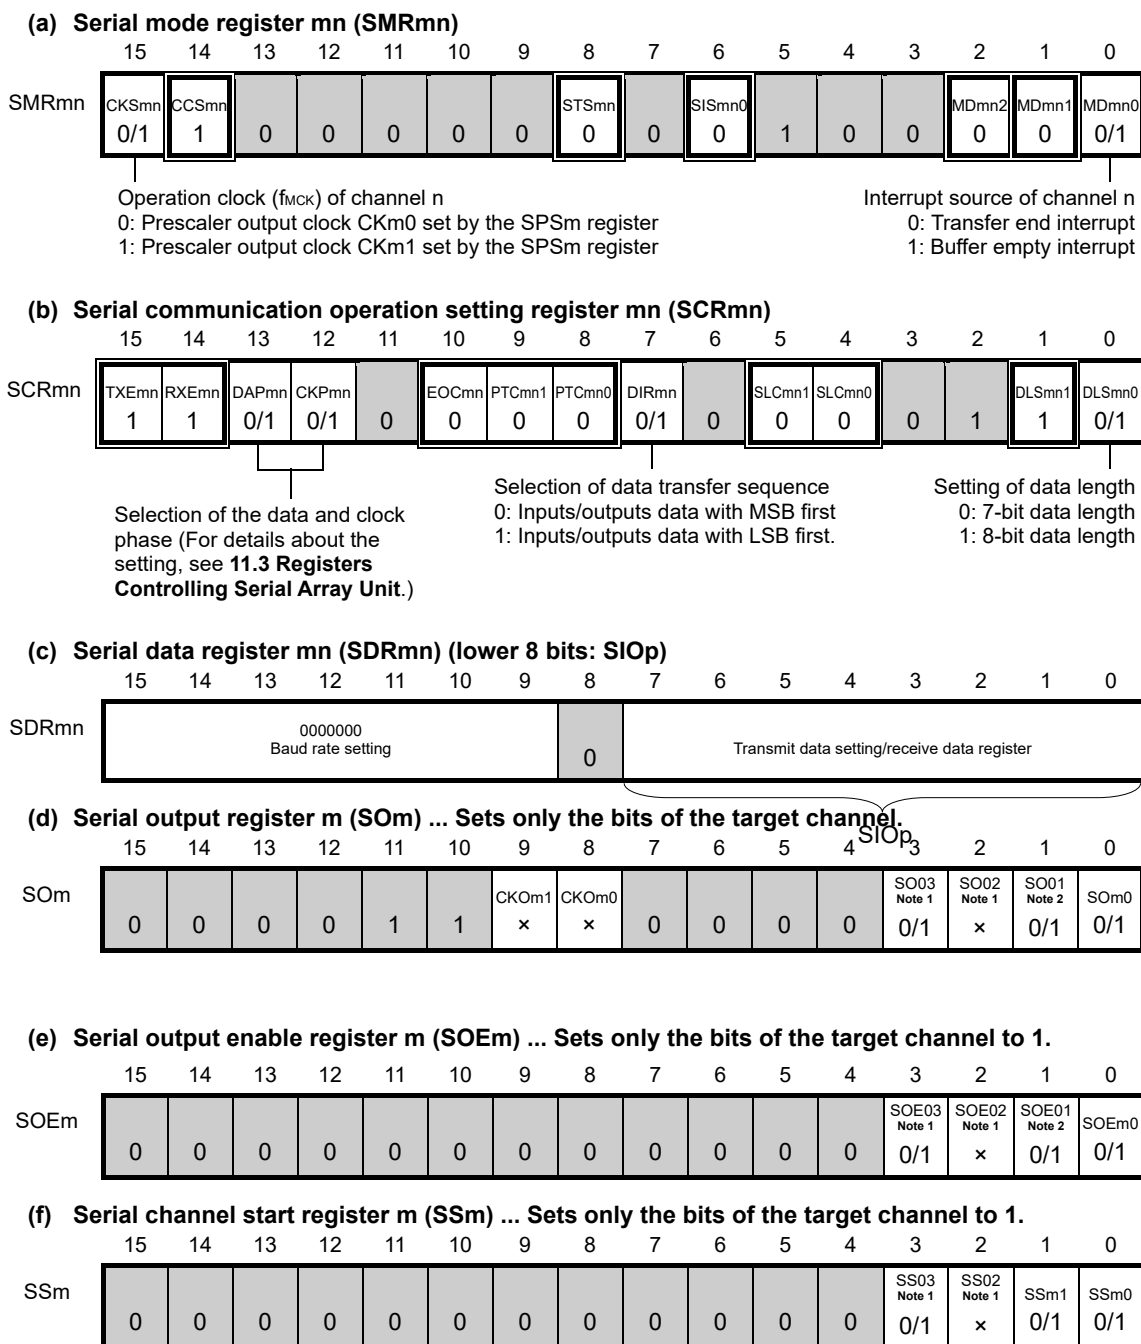 (a) Serial mode register mn (SMRmn)
15 14 13 12 11 10 9 8 7 6 5 4 3 2 1 0
SMRmn
CKSmn CCSmn STSmn SISmn0 MDmn2 MDmn1 MDmn0
0/1 1 0 0 0 0 0 0 0 0 1 0 0 0 0 0/1
Operation clock (fMCK) of channel n
0: Prescaler output clock CKm0 set by the SPSm register
1: Prescaler output clock CKm1 set by the SPSm register
Interrupt source of channel n
0: Transfer end interrupt
1: Buffer empty interrupt
(b) Serial communication operation setting register mn (SCRmn)
15 14 13 12 11 10 9 8 7 6 5 4 3 2 1 0
SCRmn
TXEmn RXEmn DAPmn CKPmn EOCmn PTCmn1 PTCmn0 DIRmn SLCmn1 SLCmn0 DLSmn1 DLSmn0
1 1 0/1 0/1 0 0 0 0 0/1 0 0 0 0 1 1 0/1
Selection of the data and clock
phase (For details about the
setting, see 11.3 Registers
Controlling Serial Array Unit.)
Selection of data transfer sequence
0: Inputs/outputs data with MSB first
1: Inputs/outputs data with LSB first.
Setting of data length
0: 7-bit data length
1: 8-bit data length
(c) Serial data register mn (SDRmn) (lower 8 bits: SIOp)
15 14 13 12 11 10 9 8 7 6 5 4 3 2 1 0
SDRmn
0000000
Baud rate setting
0
Transmit data setting/receive data register
SIOp
(d) Serial output register m (SOm) ... Sets only the bits of the target channel.
15 14 13 12 11 10 9 8 7 6 5 4 3 2 1 0
SOm
CKOm1 CKOm0 SO03 SO02 SO01 SOm0
Note 1 Note 1 Note 2
0 0 0 0 1 1 × × 0 0 0 0 0/1 × 0/1 0/1
(e) Serial output enable register m (SOEm) ... Sets only the bits of the target channel to 1.
15 14 13 12 11 10 9 8 7 6 5 4 3 2 1 0
SOEm
SOE03 SOE02 SOE01 SOEm0
Note 1 Note 1 Note 2
0 0 0 0 0 0 0 0 0 0 0 0 0/1 × 0/1 0/1
(f) Serial channel start register m (SSm) ... Sets only the bits of the target channel to 1.
15 14 13 12 11 10 9 8 7 6 5 4 3 2 1 0
SSm
SS03 SS02 SSm1 SSm0
Note 1 Note 1
0 0 0 0 0 0 0 0 0 0 0 0 0/1 × 0/1 0/1